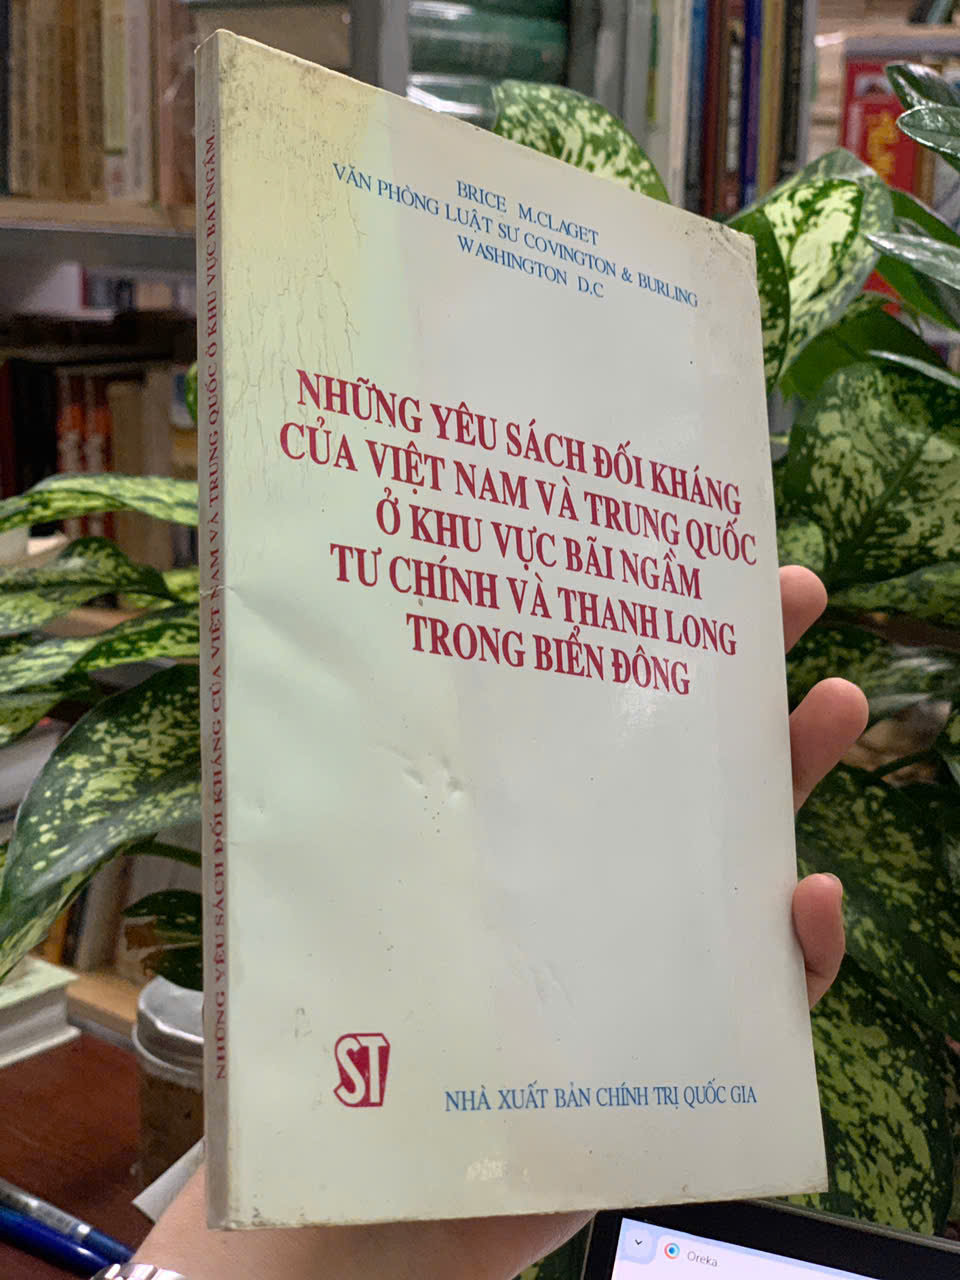 BRICE M.CLAGET
VĂN PHÒNG LUẬT SƯ COVINGTON & BURLING
WASHINGTON D.C
NHỮNG YÊU SÁCH ĐỐI KHÁNG
CỦA VIỆT NAM VÀ TRUNG QUỐC
Ở KHU VỰC BÃI NGẦM
TƯ CHÍNH VÀ THANH LONG
TRONG BIỂN ĐÔNG
ST
NHÀ XUẤT BẢN CHÍNH TRỊ QUỐC GIA
NHỮNG YÊU SÁCH ĐỐI KHÁNG CỦA VIỆT NAM VÀ TRUNG QUỐC Ở KHU VỰC BÃI NGẦM...
Oreka